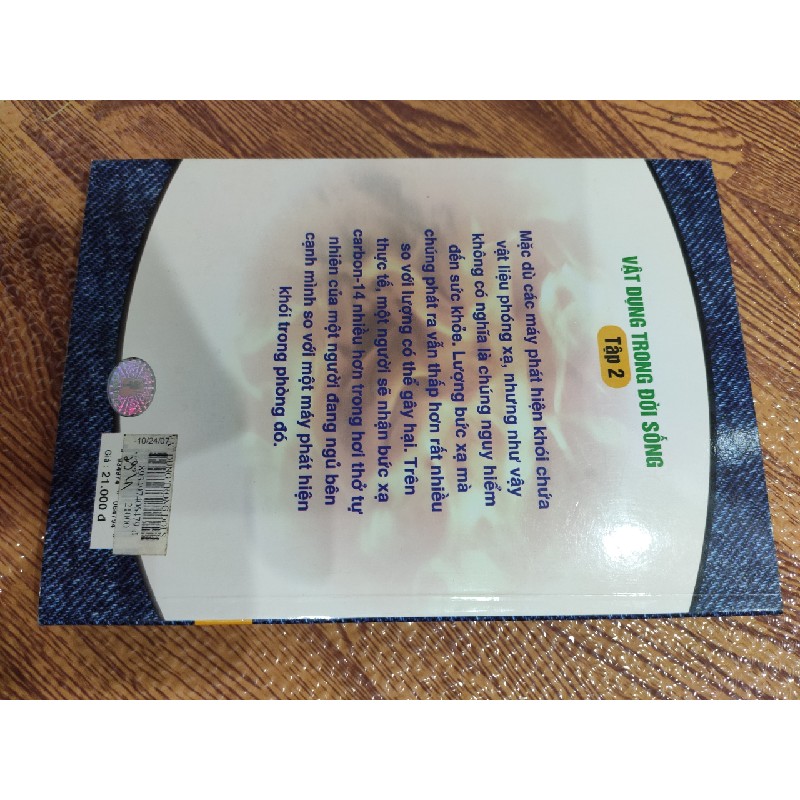 VẬT DỤNG TRONG ĐỜI SỐNG
Tập 2
Mặc dù các máy phát hiện khói chứa
vật liệu phóng xạ, nhưng như vậy
không có nghĩa là chúng nguy hiểm
đến sức khỏe. Lượng bức xạ mà
chúng phát ra vẫn thấp hơn rất nhiều
so với lượng có thể gây hại. Trên
thực tế, một người sẽ nhận bức xạ
carbon-14 nhiều hơn trong hơi thở tự
nhiên của một người đang ngủ bên
cạnh mình so với một máy phát hiện
khói trong phòng đó.
10/24/07
Giá : 21.000 đ